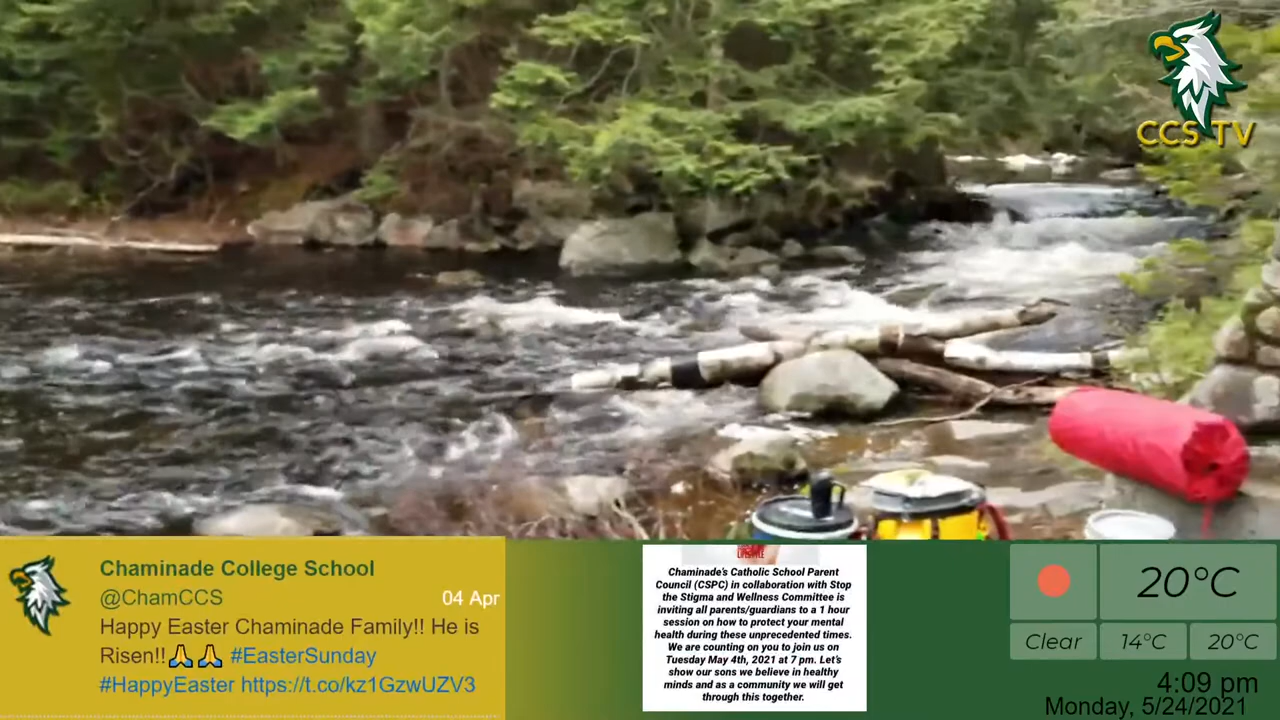 CCS TV
Chaminade College School
@ChamCCS
04 Apr
Happy Easter Chaminade Family!! He is
Risen!!🙏🙏 #EasterSunday
#HappyEaster https://t.co/kz1GzwUZV3
Chaminade's Catholic School Parent
Council (CSPC) in collaboration with Stop
the Stigma and Wellness Committee is
inviting all parents/guardians to a 1 hour
session on how to protect your mental
health during these unprecedented times.
We are counting on you to join us on
Tuesday May 4th, 2021 at 7 pm. Let's
show our sons we believe in healthy
minds and as a community we will get
through this together.
20°C
Clear
14°C
20°C
4:09 pm
Monday, 5/24/2021